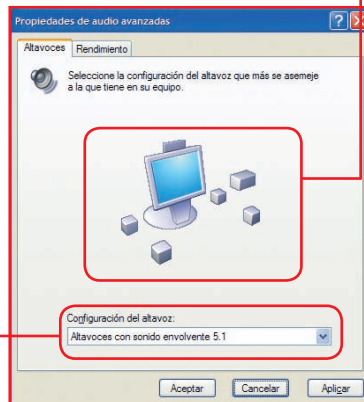 Propiedades de audio avanzadas
Altavoces Rendimiento
Seleccione la configuración del altavoz que más se asemeje
a la que tiene en su equipo.
Configuración del altavoz:
Altavoces con sonido envolvente 5.1
Aceptar Cancelar Aplicar